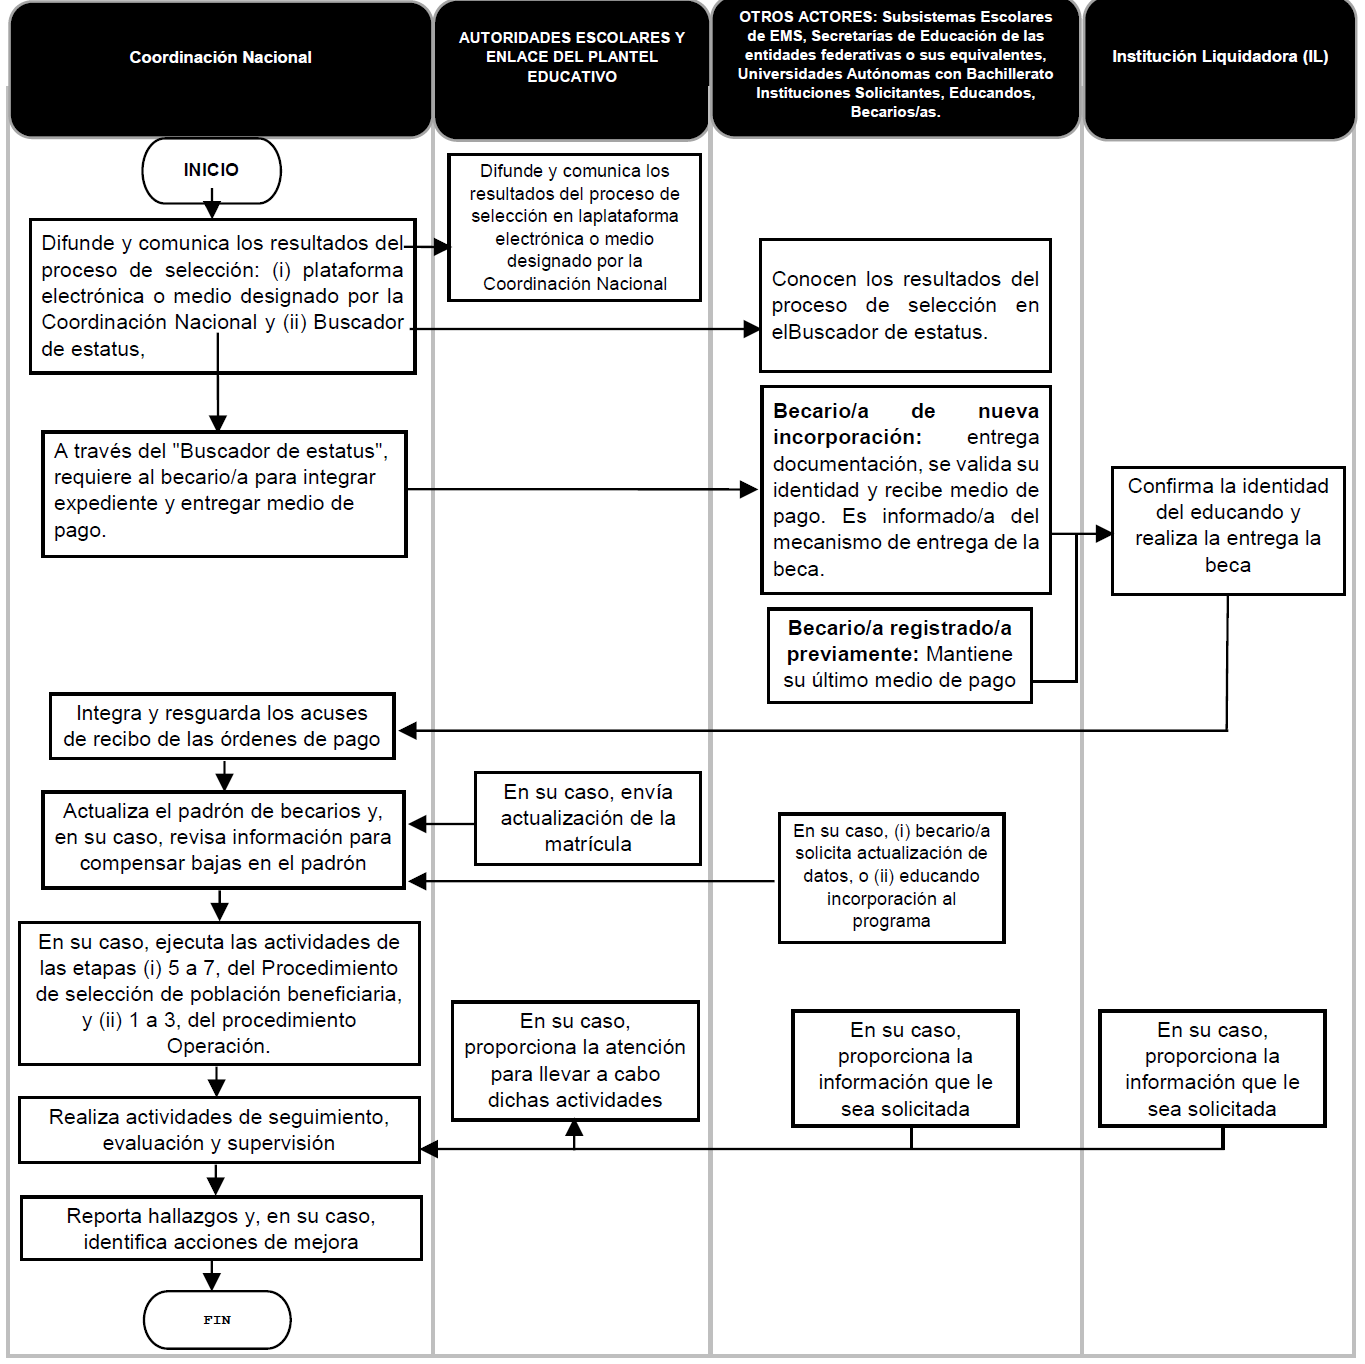 Coordinación Nacional
AUTORIDADES ESCOLARES Y
ENLACE DEL PLANTEL
EDUCATIVO
OTROS ACTORES: Subsistemas Escolares
de EMS, Secretarías de Educación de las
entidades federativas o sus equivalentes,
Universidades Autónomas con Bachillerato
Instituciones Solicitantes, Educandos,
Becarios/as.
Institución Liquidadora (IL)
INICIO
Difunde y comunica los resultados del
proceso de selección: (i) plataforma
electrónica o medio designado por la
Coordinación Nacional y (ii) Buscador
de estatus,
Difunde y comunica los
resultados del proceso de
selección en laplataforma
electrónica o medio
designado por la
Coordinación Nacional
Conocen los resultados del
proceso de selección en
elBuscador de estatus.
A través del "Buscador de estatus",
requiere al becario/a para integrar
expediente y entregar medio de
pago.
Becario/a de nueva
incorporación: entrega
documentación, se valida su
identidad y recibe medio de
pago. Es informado/a del
mecanismo de entrega de la
beca.
Confirma la identidad
del educando y
realiza la entrega la
beca
Becario/a registrado/a
previamente: Mantiene
su último medio de pago
Integra y resguarda los acuses
de recibo de las órdenes de pago
Actualiza el padrón de becarios y,
en su caso, revisa información para
compensar bajas en el padrón
En su caso, envía
actualización de la
matrícula
En su caso, (i) becario/a
solicita actualización de
datos, o (ii) educando
incorporación al
programa
En su caso, ejecuta las actividades de
las etapas (i) 5 a 7, del Procedimiento
de selección de población beneficiaria,
y (ii) 1 a 3, del procedimiento
Operación.
En su caso,
proporciona la atención
para llevar a cabo
dichas actividades
En su caso,
proporciona la
información que le
sea solicitada
En su caso,
proporciona la
información que le
sea solicitada
Realiza actividades de seguimiento,
evaluación y supervisión
Reporta hallazgos y, en su caso,
identifica acciones de mejora
FIN